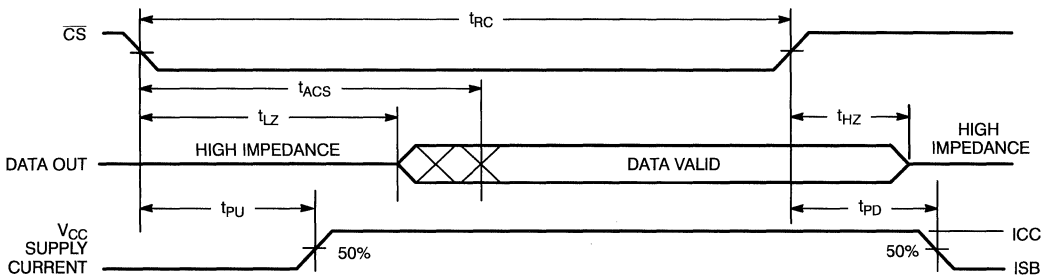 tRC
CS
tACS
tLZ
tHZ
HIGH IMPEDANCE
HIGH
IMPEDANCE
DATA OUT
DATA VALID
tPU
tPD
VCC
SUPPLY
CURRENT
50%
50%
ICC
ISB